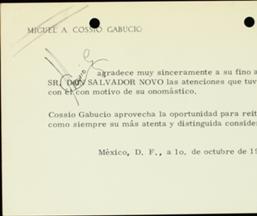 MIGUEL A COSSIO GABUCIO
agradece muy sinceramente a su fino a
SR. DON SALVADOR NOVO las atenciones que tuv
con él con motivo de su onomástico.
Cossío Gabucio aprovecha la oportunidad para reit
como siempre su más atenta y distinguida conside
México, D. F., a 1o. de octubre de 19